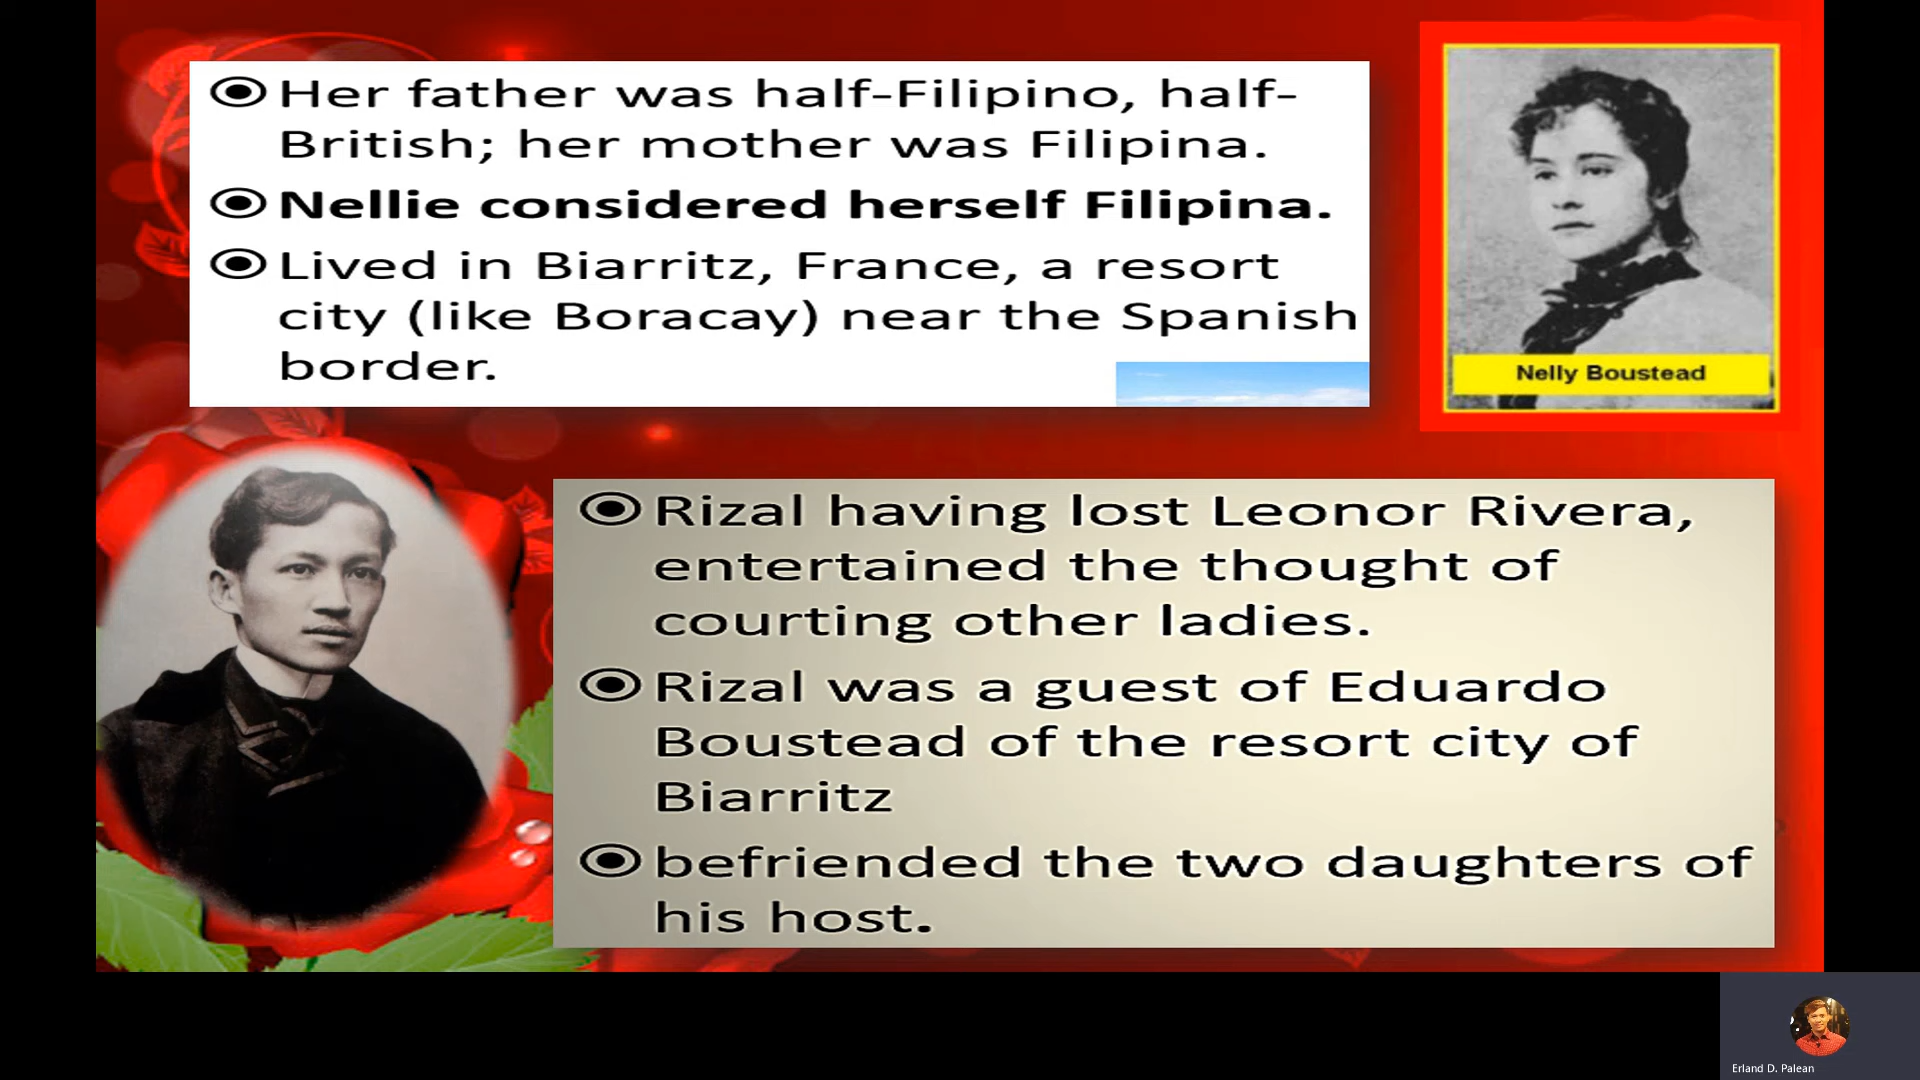 Her father was half-Filipino, half-
British; her mother was Filipina.
Nellie considered herself Filipina.
Lived in Biarritz, France, a resort
city (like Boracay) near the Spanish
border.
Nelly Boustead
Rizal having lost Leonor Rivera,
entertained the thought of
courting other ladies.
Rizal was a guest of Eduardo
Boustead of the resort city of
Biarritz
befriended the two daughters of
his host.
Erland D. Palean